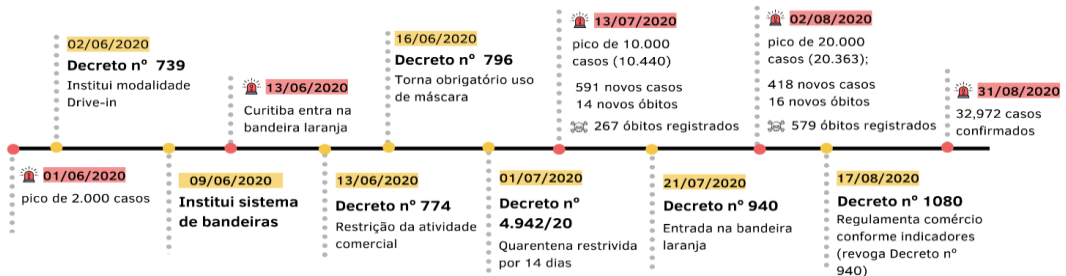 02/06/2020
Decreto nº 739
Institui modalidade
Drive-in
13/06/2020
Curitiba entra na
bandeira laranja
16/06/2020
Decreto nº 796
Torna obrigatório uso
de máscara
13/07/2020
pico de 10.000
casos (10.440)
591 novos casos
14 novos óbitos
267 óbitos registrados
02/08/2020
pico de 20.000
casos (20.363);
418 novos casos
16 novos óbitos
579 óbitos registrados
31/08/2020
32,972 casos
confirmados
01/06/2020
pico de 2.000 casos
09/06/2020
Institui sistema
de bandeiras
13/06/2020
Decreto nº 774
Restrição da atividade
comercial
01/07/2020
Decreto nº
4.942/20
Quarentena restrivida
por 14 dias
21/07/2020
Decreto nº 940
Entrada na bandeira
laranja
17/08/2020
Decreto nº 1080
Regulamenta comércio
conforme indicadores
(revoga Decreto nº
940)